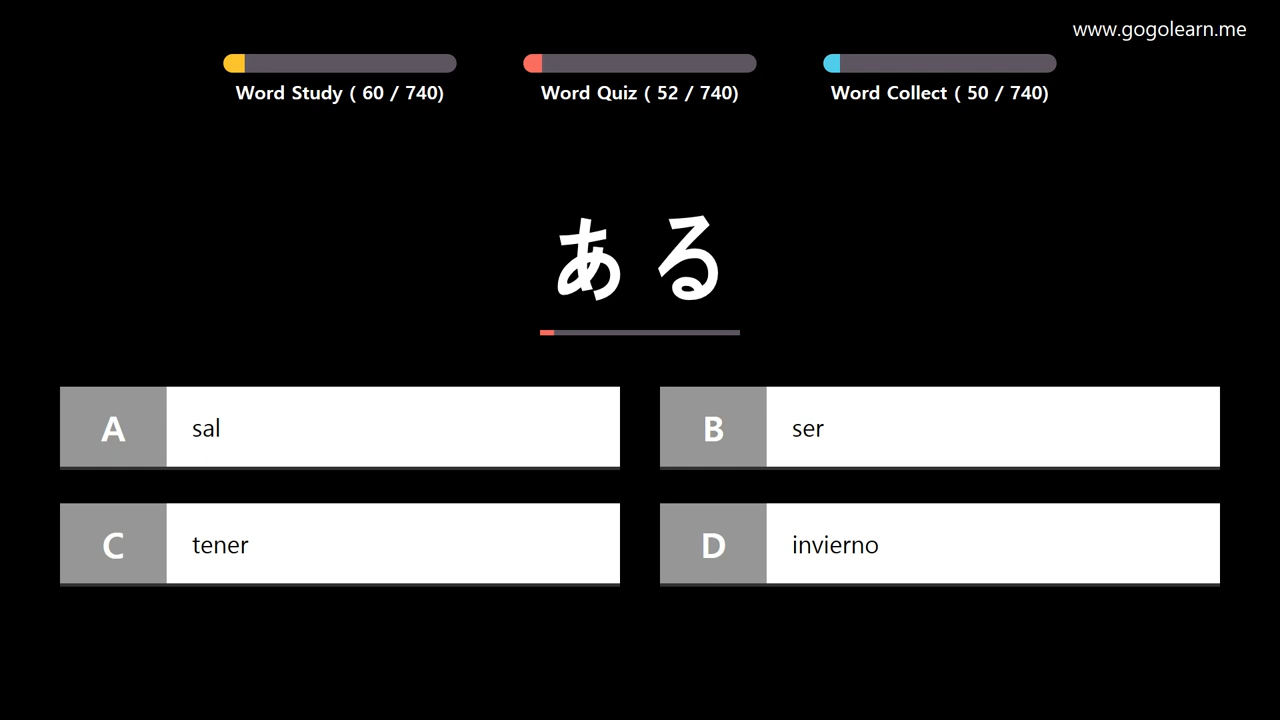 www.gogolearn.me
Word Study ( 60 / 740)
Word Quiz ( 52 / 740)
Word Collect ( 50 / 740)
ある
A sal
B ser
C tener
D invierno